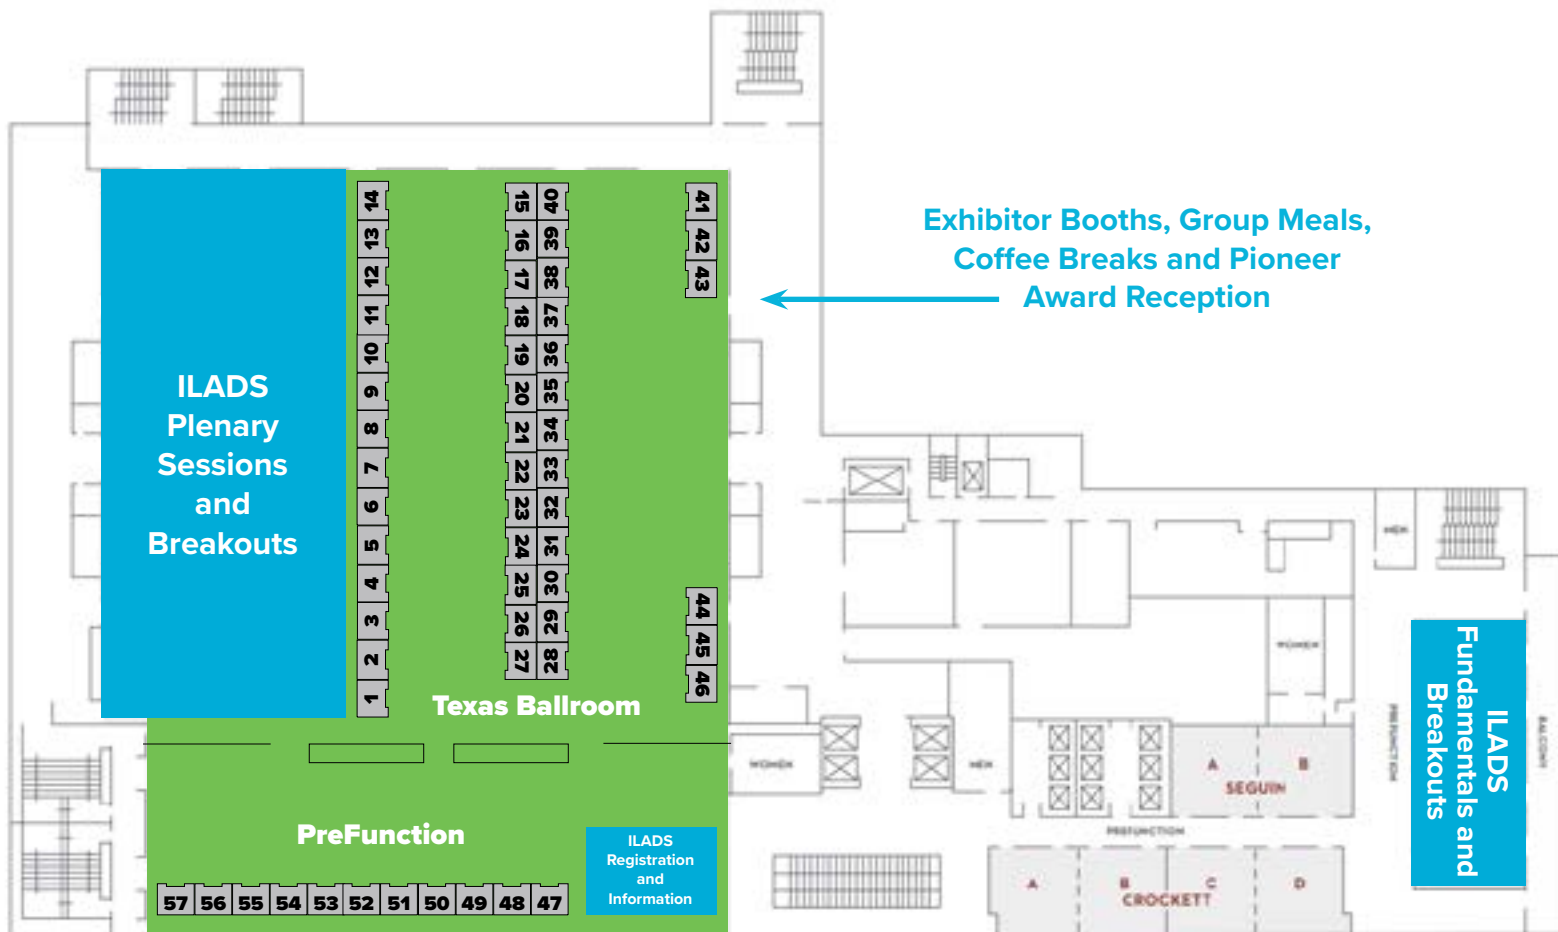 Exhibitor Booths, Group Meals,
Coffee Breaks and Pioneer
Award Reception
ILADS
Plenary
Sessions
and
Breakouts
14
13
12
11
10
9
8
7
6
5
4
3
2
1
15
16
17
18
19
20
21
22
23
24
25
26
27
40
39
38
37
36
35
34
33
32
31
30
29
28
41
42
43
44
45
46
Texas Ballroom
PreFunction
ILADS
Registration
and
Information
57 56 55 54 53 52 51 50 49 48 47
WOMEN
MEN
MEN
WOMEN
A B
SEGUIN
PREFUNCTION
A B C D
CROCKETT
PREFUNCTION
ILADS
Fundamentals and
Breakouts
BALCONY